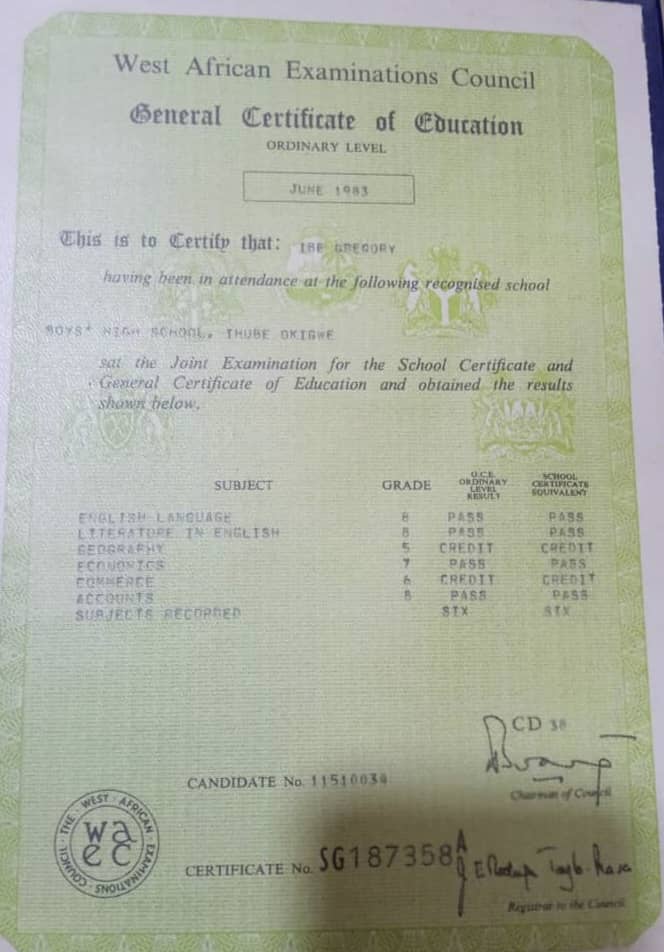 West African Examinations Council
General Certificate of Education
ORDINARY LEVEL
JUNE 1983
This is to Certify that: IBE GREGORY
having been in attendance at the following recognised school
BOYS' HIGH SCHOOL, IHUBE OKIGWE
sat the Joint Examination for the School Certificate and
General Certificate of Education and obtained the results
shown below.
SUBJECT GRADE G.C.E. ORDINARY LEVEL RESULT SCHOOL CERTIFICATE EQUIVALENT
ENGLISH LANGUAGE 8 PASS PASS
LITERATURE IN ENGLISH 8 PASS PASS
GEOGRAPHY 5 CREDIT CREDIT
ECONOMICS 7 PASS PASS
COMMERCE 6 CREDIT CREDIT
ACCOUNTS 8 PASS PASS
SUBJECTS RECORDED SIX SIX
CD 38
Chairman of Council
CANDIDATE No. 11510034
THE WEST AFRICAN EXAMINATIONS COUNCIL
waec
CERTIFICATE No. SG187358
Registrar to the Council